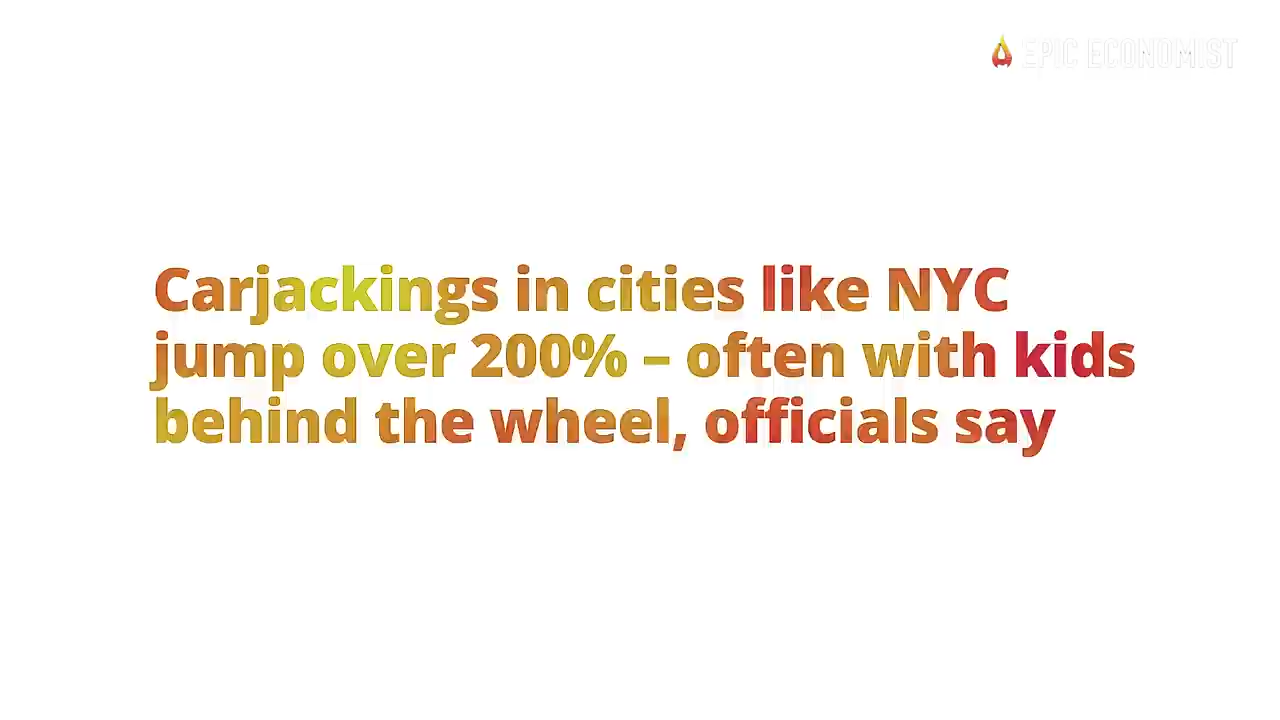 EPIC ECONOMIST
Carjackings in cities like NYC
jump over 200% – often with kids
behind the wheel, officials say